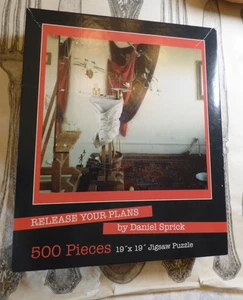 RELEASE YOUR PLANS
by Daniel Sprick
500 Pieces 19"x 19" Jigsaw Puzzle